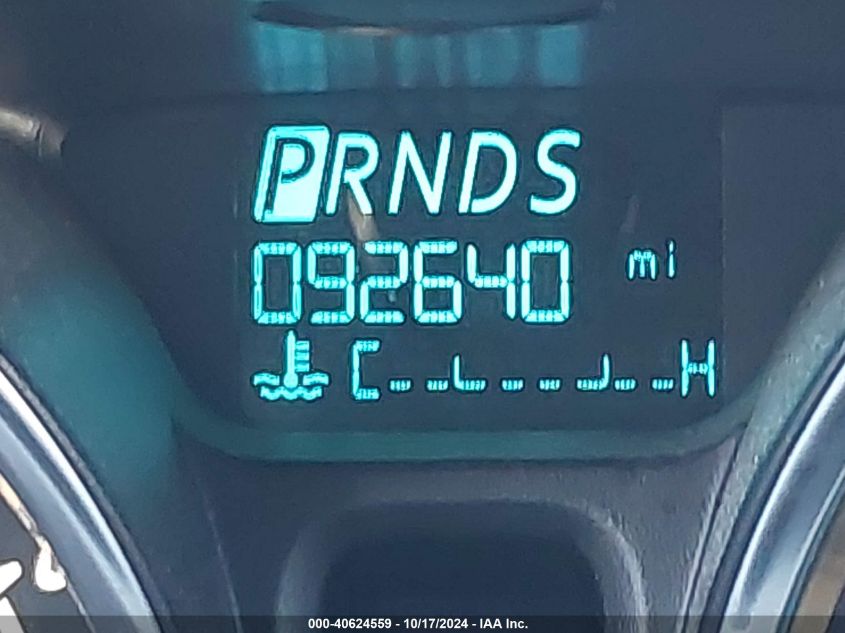 PRNDS
092640 mi
C H
000-40624559 - 10/17/2024 - IAA Inc.